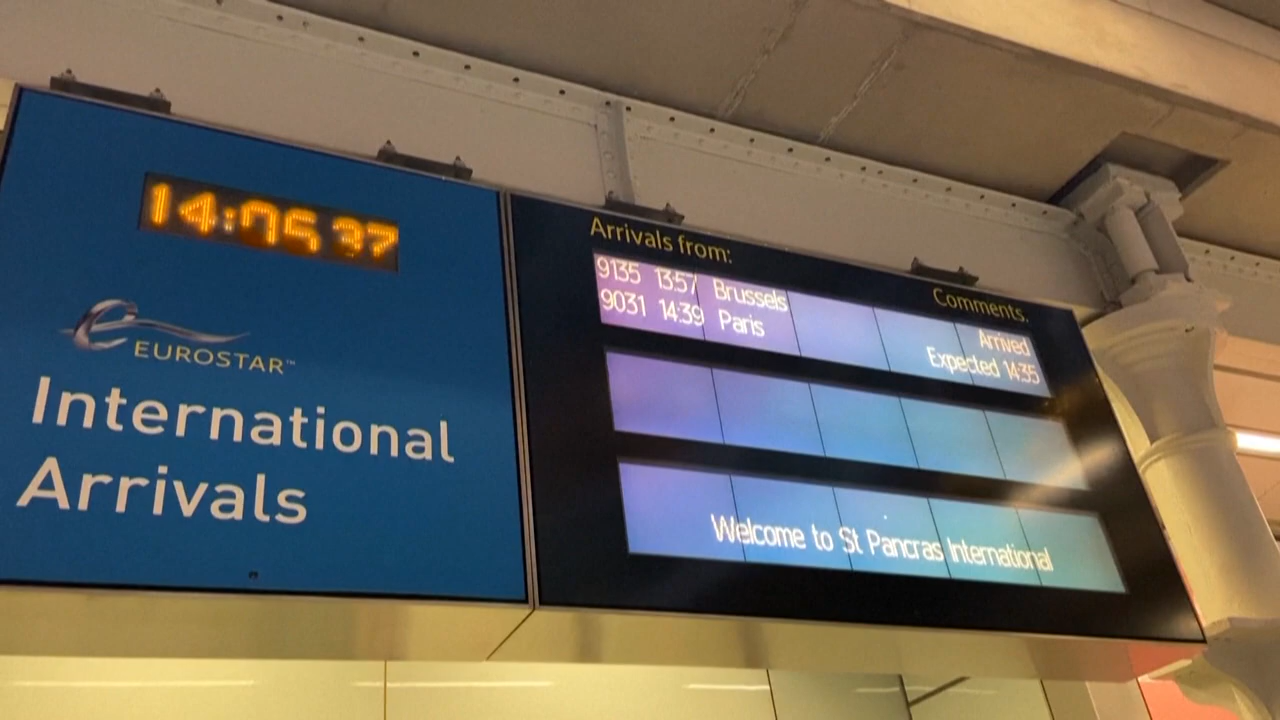 14:05 37
EUROSTAR™
International
Arrivals
Arrivals from:
Comments.
9135 13:57 Brussels Arrived
9031 14:39 Paris Expected 14:35
Welcome to St Pancras International